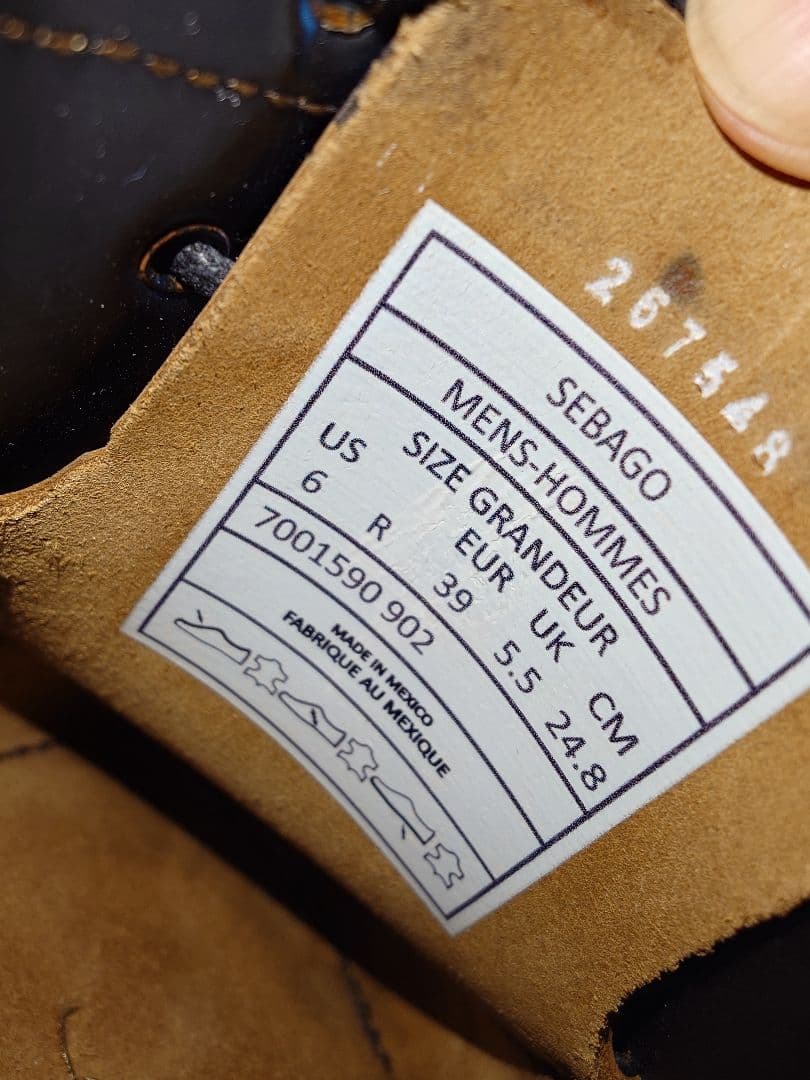 267548
SEBAGO
MENS-HOMMES
SIZE GRANDEUR
US EUR UK CM
6 R 39 5.5 24.8
7001590 902
MADE IN MEXICO
FABRIQUE AU MEXIQUE